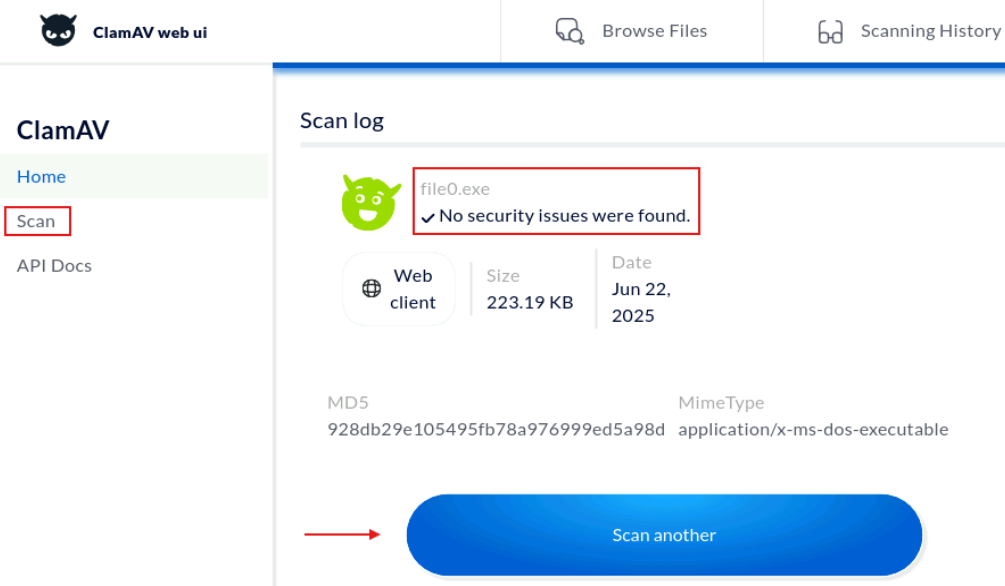 ClamAV web ui
Browse Files
Scanning History
ClamAV
Home
Scan
API Docs
Scan log
file0.exe
No security issues were found.
Web
client
Size
223.19 KB
Date
Jun 22,
2025
MD5
928db29e105495fb78a976999ed5a98d
MimeType
application/x-ms-dos-executable
Scan another